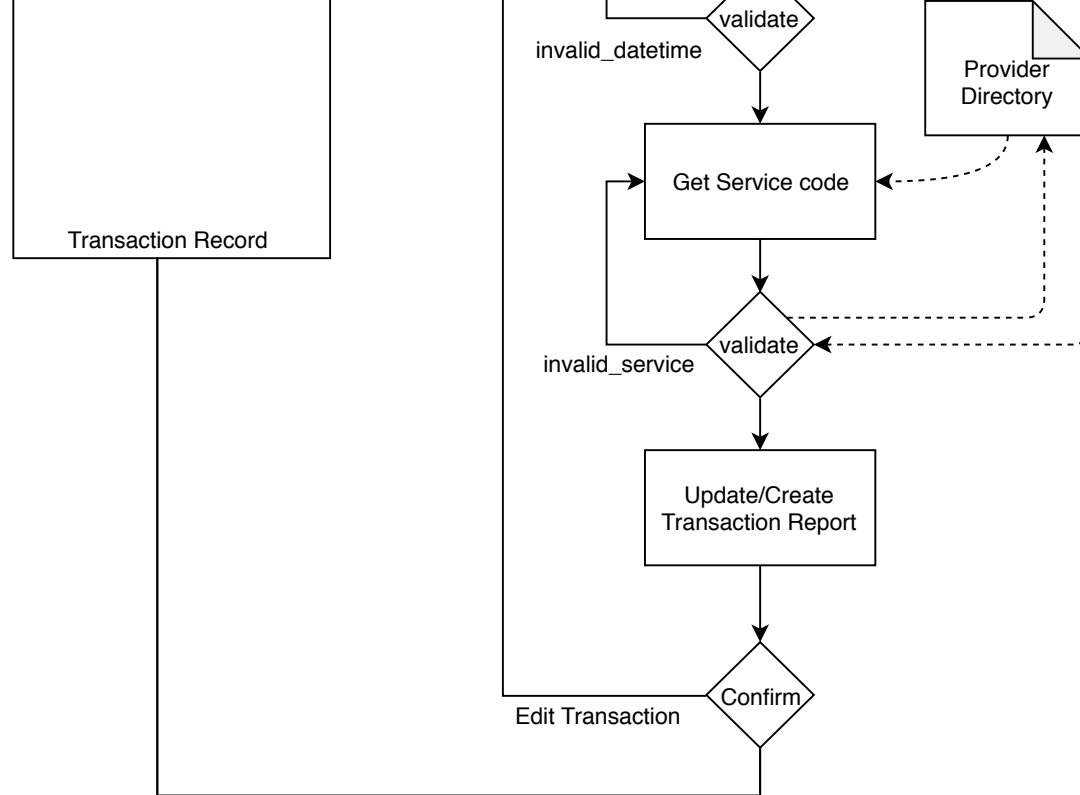 validate
invalid_datetime
Provider
Directory
Get Service code
Transaction Record
validate
invalid_service
Update/Create
Transaction Report
Confirm
Edit Transaction